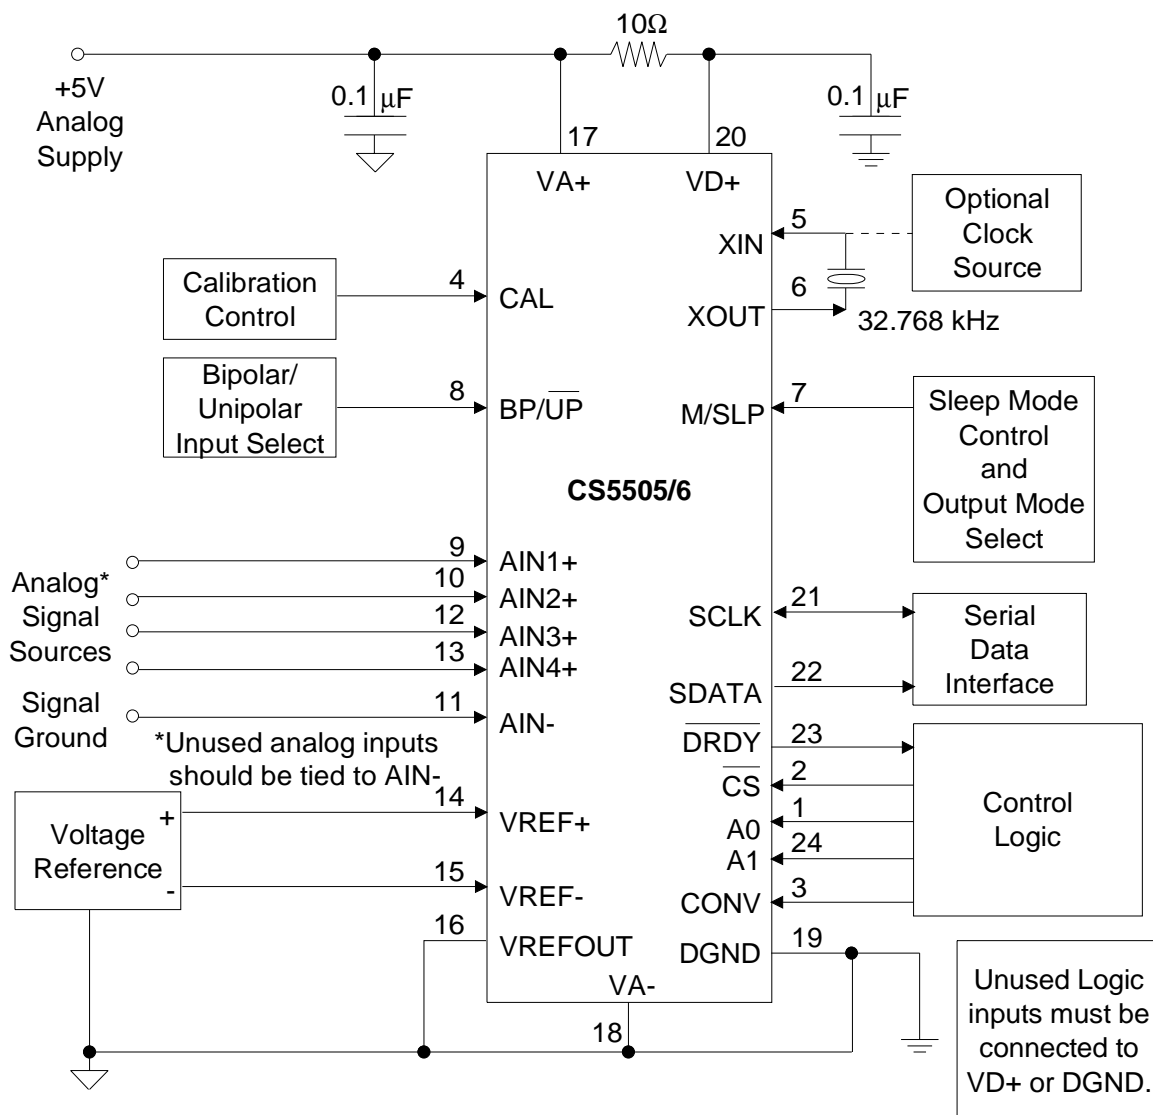 10Ω
+5V
Analog
Supply
0.1 µF
0.1 µF
17
20
VA+
VD+
5
XIN
Optional
Clock
Source
6
XOUT
32.768 kHz
Calibration
Control
4
CAL
Bipolar/
Unipolar
Input Select
8
BP/UP
7
M/SLP
Sleep Mode
Control
and
Output Mode
Select
CS5505/6
Analog*
Signal
Sources
9
AIN1+
10
AIN2+
12
AIN3+
13
AIN4+
Signal
Ground
11
AIN-
*Unused analog inputs
should be tied to AIN-
21
SCLK
22
SDATA
Serial
Data
Interface
DRDY
23
CS
2
A0
1
A1
24
CONV
3
Control
Logic
Voltage
Reference
+
-
14
VREF+
15
VREF-
16
VREFOUT
DGND
19
VA-
18
Unused Logic
inputs must be
connected to
VD+ or DGND.